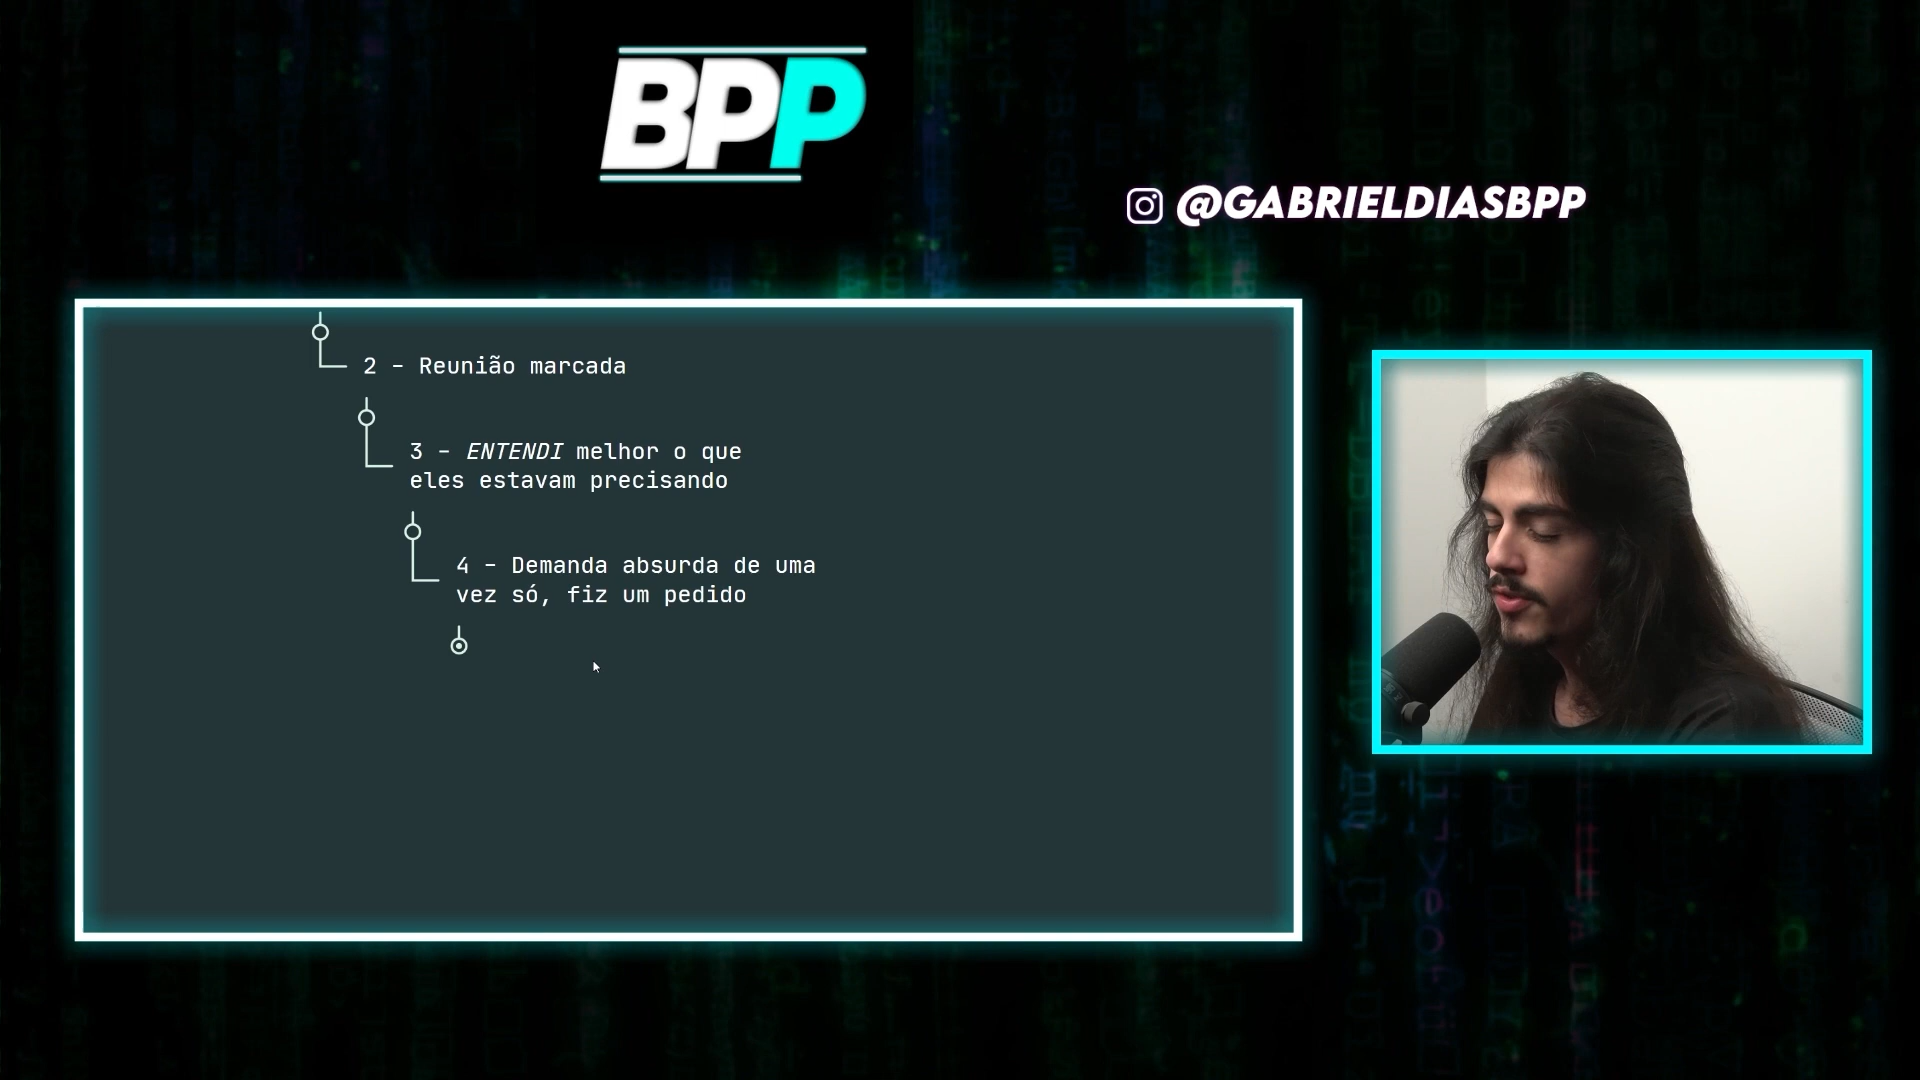 BPP
@GABRIELDIASBPP
2 - Reunião marcada
3 - ENTENDI melhor o que
eles estavam precisando
4 - Demanda absurda de uma
vez só, fiz um pedido